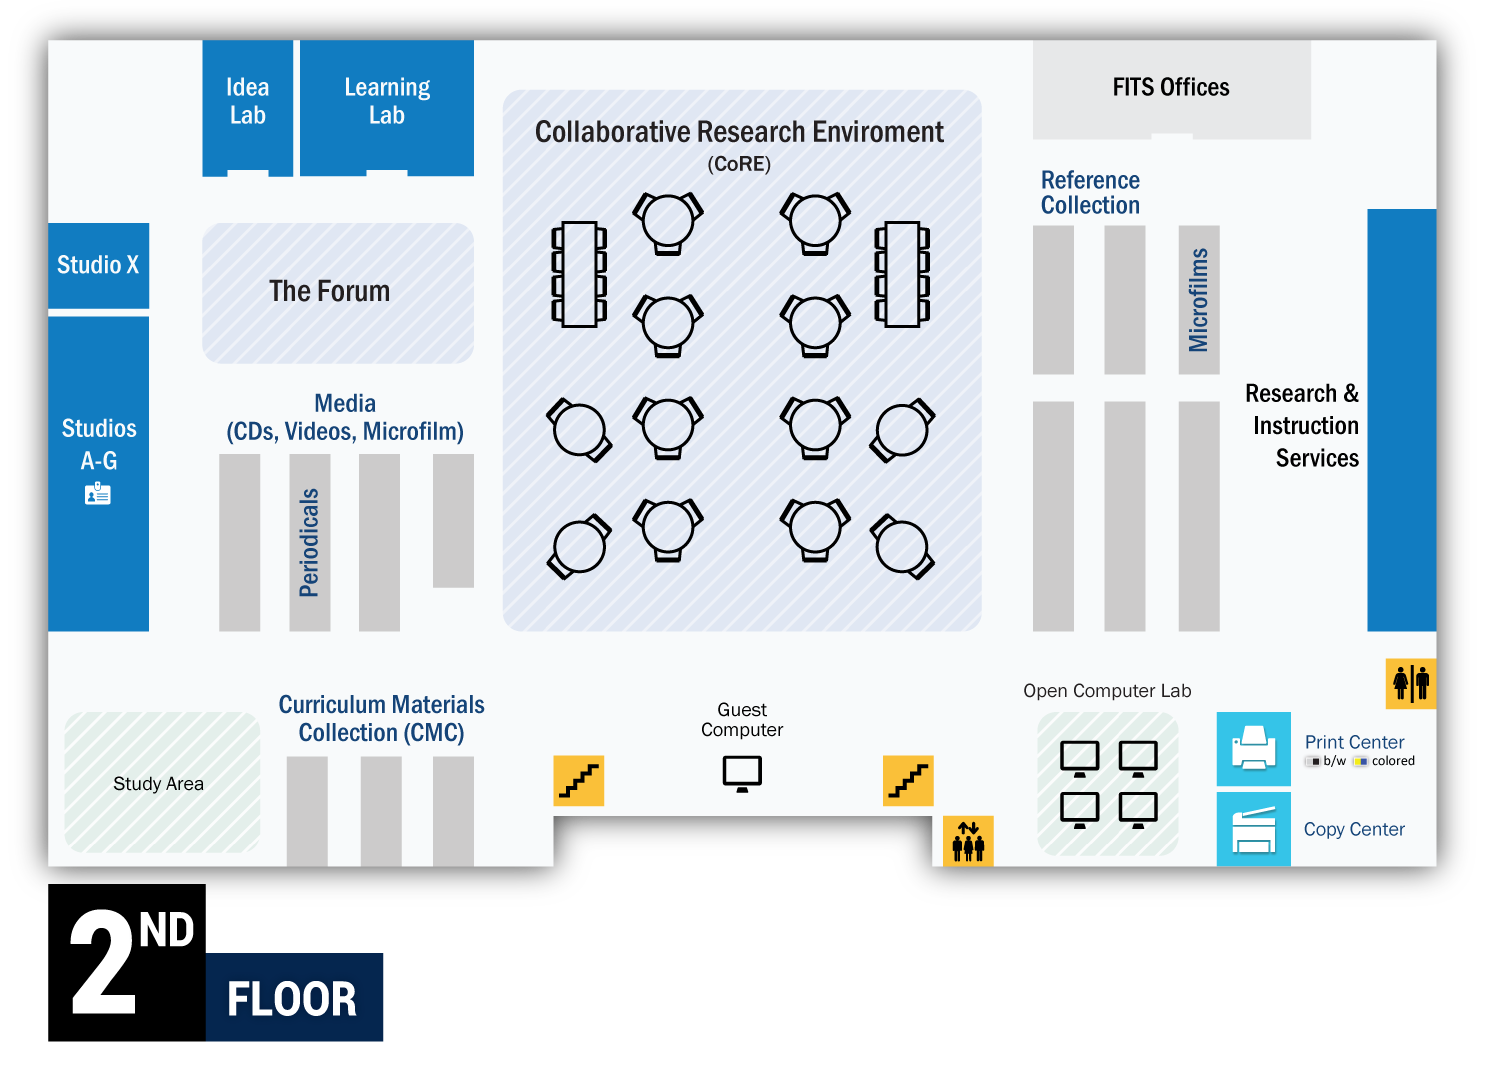 Idea
Lab
Learning
Lab
Collaborative Research Enviroment
(CoRE)
FITS Offices
Reference
Collection
Microfilms
Studio X
The Forum
Studios
A-G
Media
(CDs, Videos, Microfilm)
Periodicals
Research &
Instruction
Services
Curriculum Materials
Collection (CMC)
Study Area
Guest
Computer
Open Computer Lab
Print Center
b/w colored
Copy Center
2ND
FLOOR